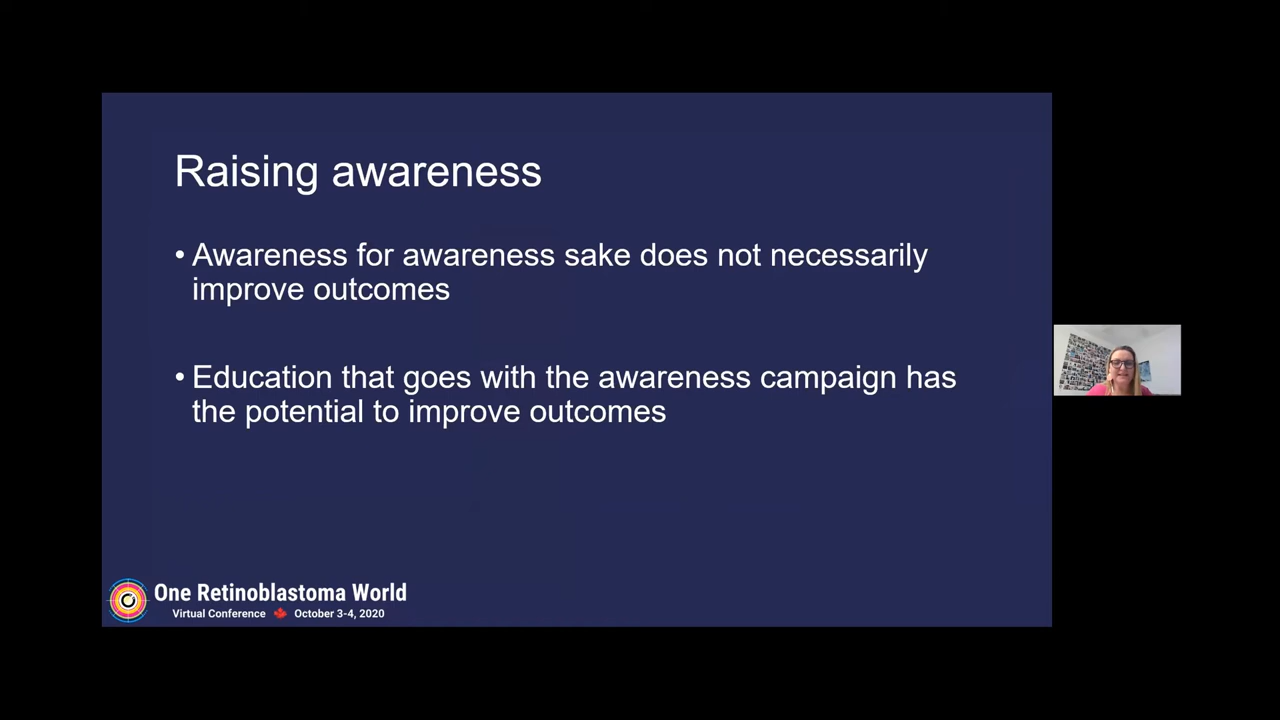 Raising awareness
• Awareness for awareness sake does not necessarily
improve outcomes
• Education that goes with the awareness campaign has
the potential to improve outcomes
One Retinoblastoma World
Virtual Conference October 3-4, 2020